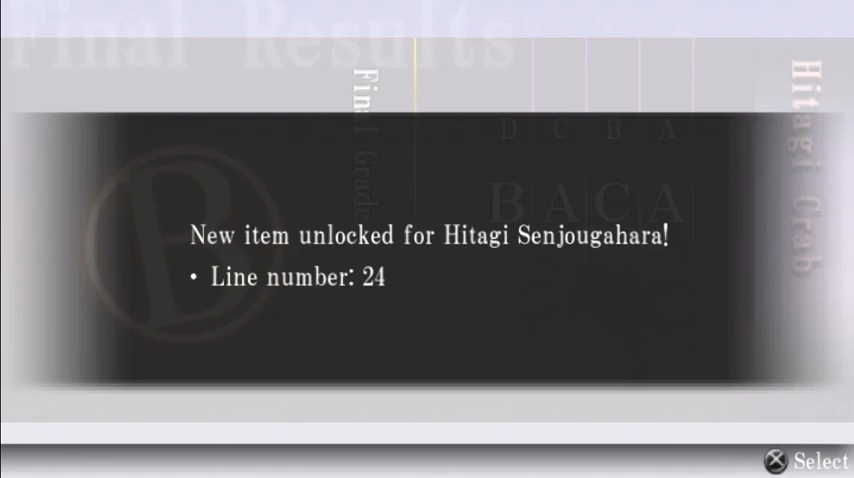 Final Results
Final Grade
Hitagi Crab
D C B A
B A C A
B
New item unlocked for Hitagi Senjougahara!
• Line number: 24
Select